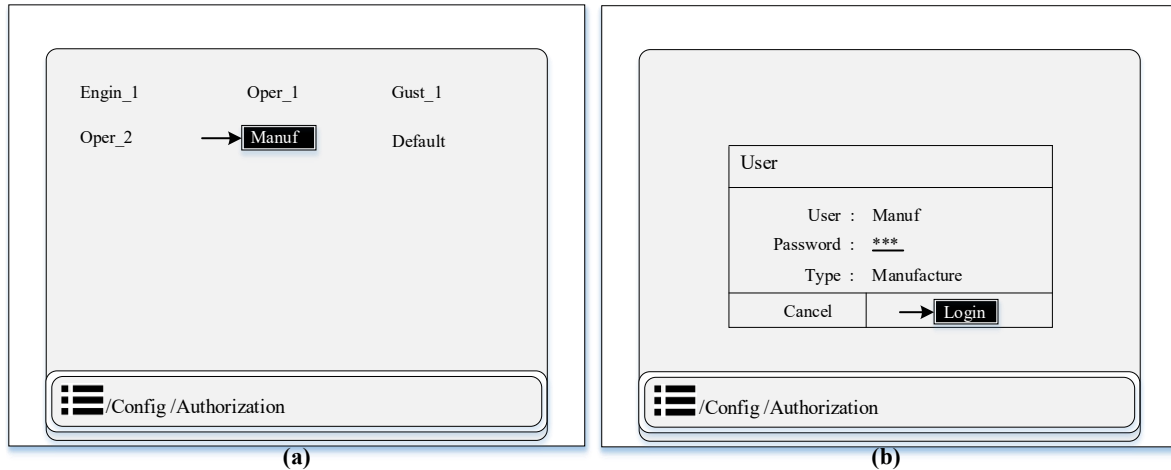 Engin_1 Oper_1 Gust_1
Oper_2 Manuf Default
/Config /Authorization
(a)
User
User : Manuf
Password : ***
Type : Manufacture
Cancel Login
/Config /Authorization
(b)